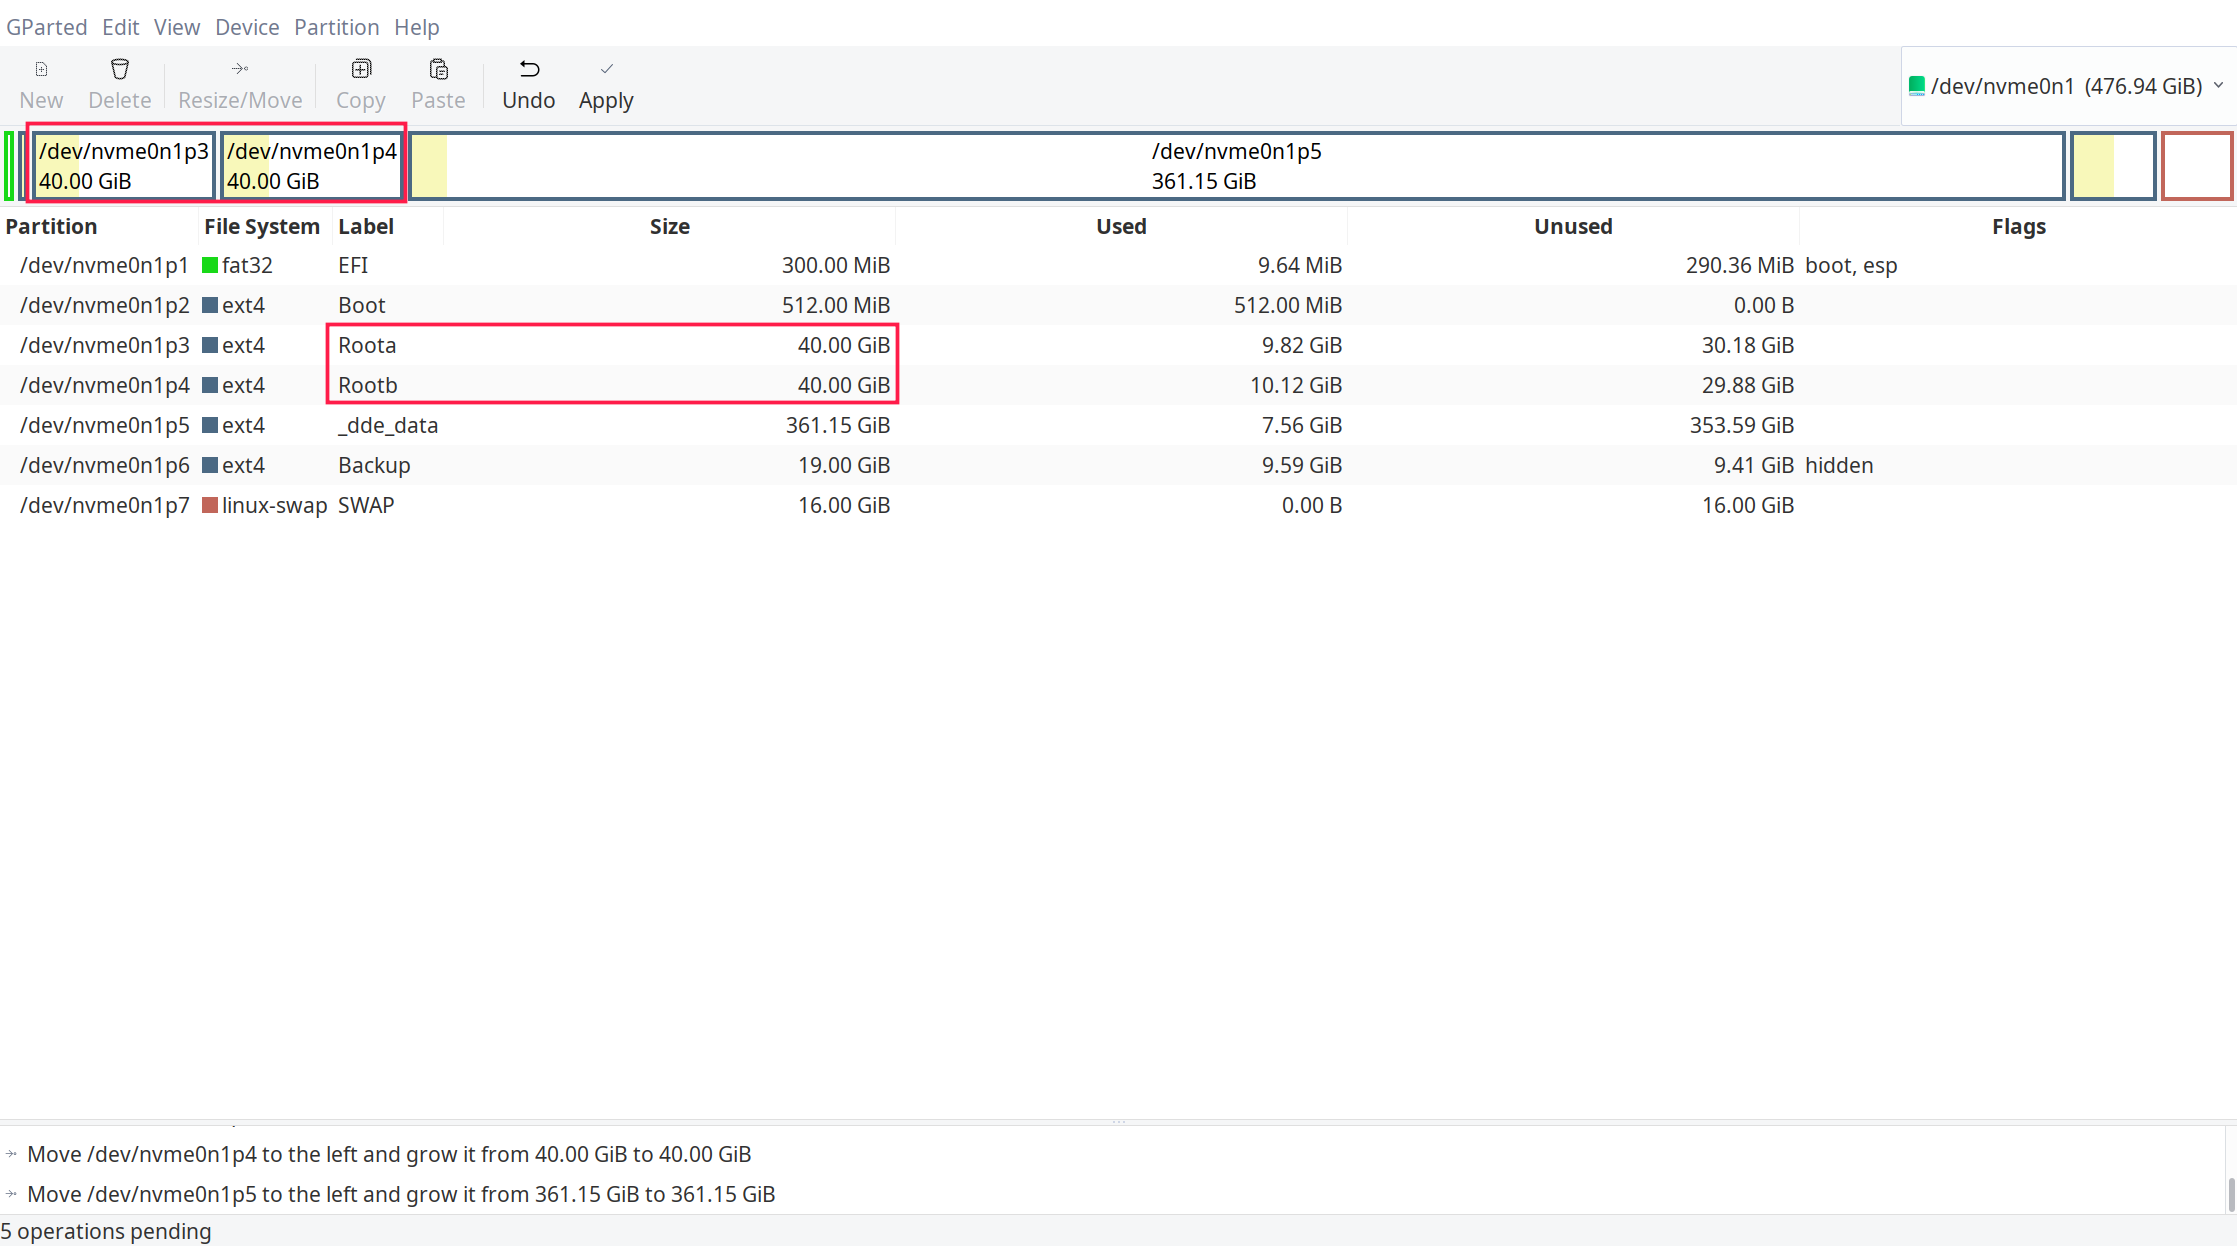 GParted Edit View Device Partition Help
New Delete Resize/Move Copy Paste Undo Apply /dev/nvme0n1 (476.94 GiB)
/dev/nvme0n1p3 /dev/nvme0n1p4 /dev/nvme0n1p5
40.00 GiB 40.00 GiB 361.15 GiB
Partition File System Label Size Used Unused Flags
/dev/nvme0n1p1 fat32 EFI 300.00 MiB 9.64 MiB 290.36 MiB boot, esp
/dev/nvme0n1p2 ext4 Boot 512.00 MiB 512.00 MiB 0.00 B
/dev/nvme0n1p3 ext4 Roota 40.00 GiB 9.82 GiB 30.18 GiB
/dev/nvme0n1p4 ext4 Rootb 40.00 GiB 10.12 GiB 29.88 GiB
/dev/nvme0n1p5 ext4 _dde_data 361.15 GiB 7.56 GiB 353.59 GiB
/dev/nvme0n1p6 ext4 Backup 19.00 GiB 9.59 GiB 9.41 GiB hidden
/dev/nvme0n1p7 linux-swap SWAP 16.00 GiB 0.00 B 16.00 GiB
Move /dev/nvme0n1p4 to the left and grow it from 40.00 GiB to 40.00 GiB
Move /dev/nvme0n1p5 to the left and grow it from 361.15 GiB to 361.15 GiB
5 operations pending